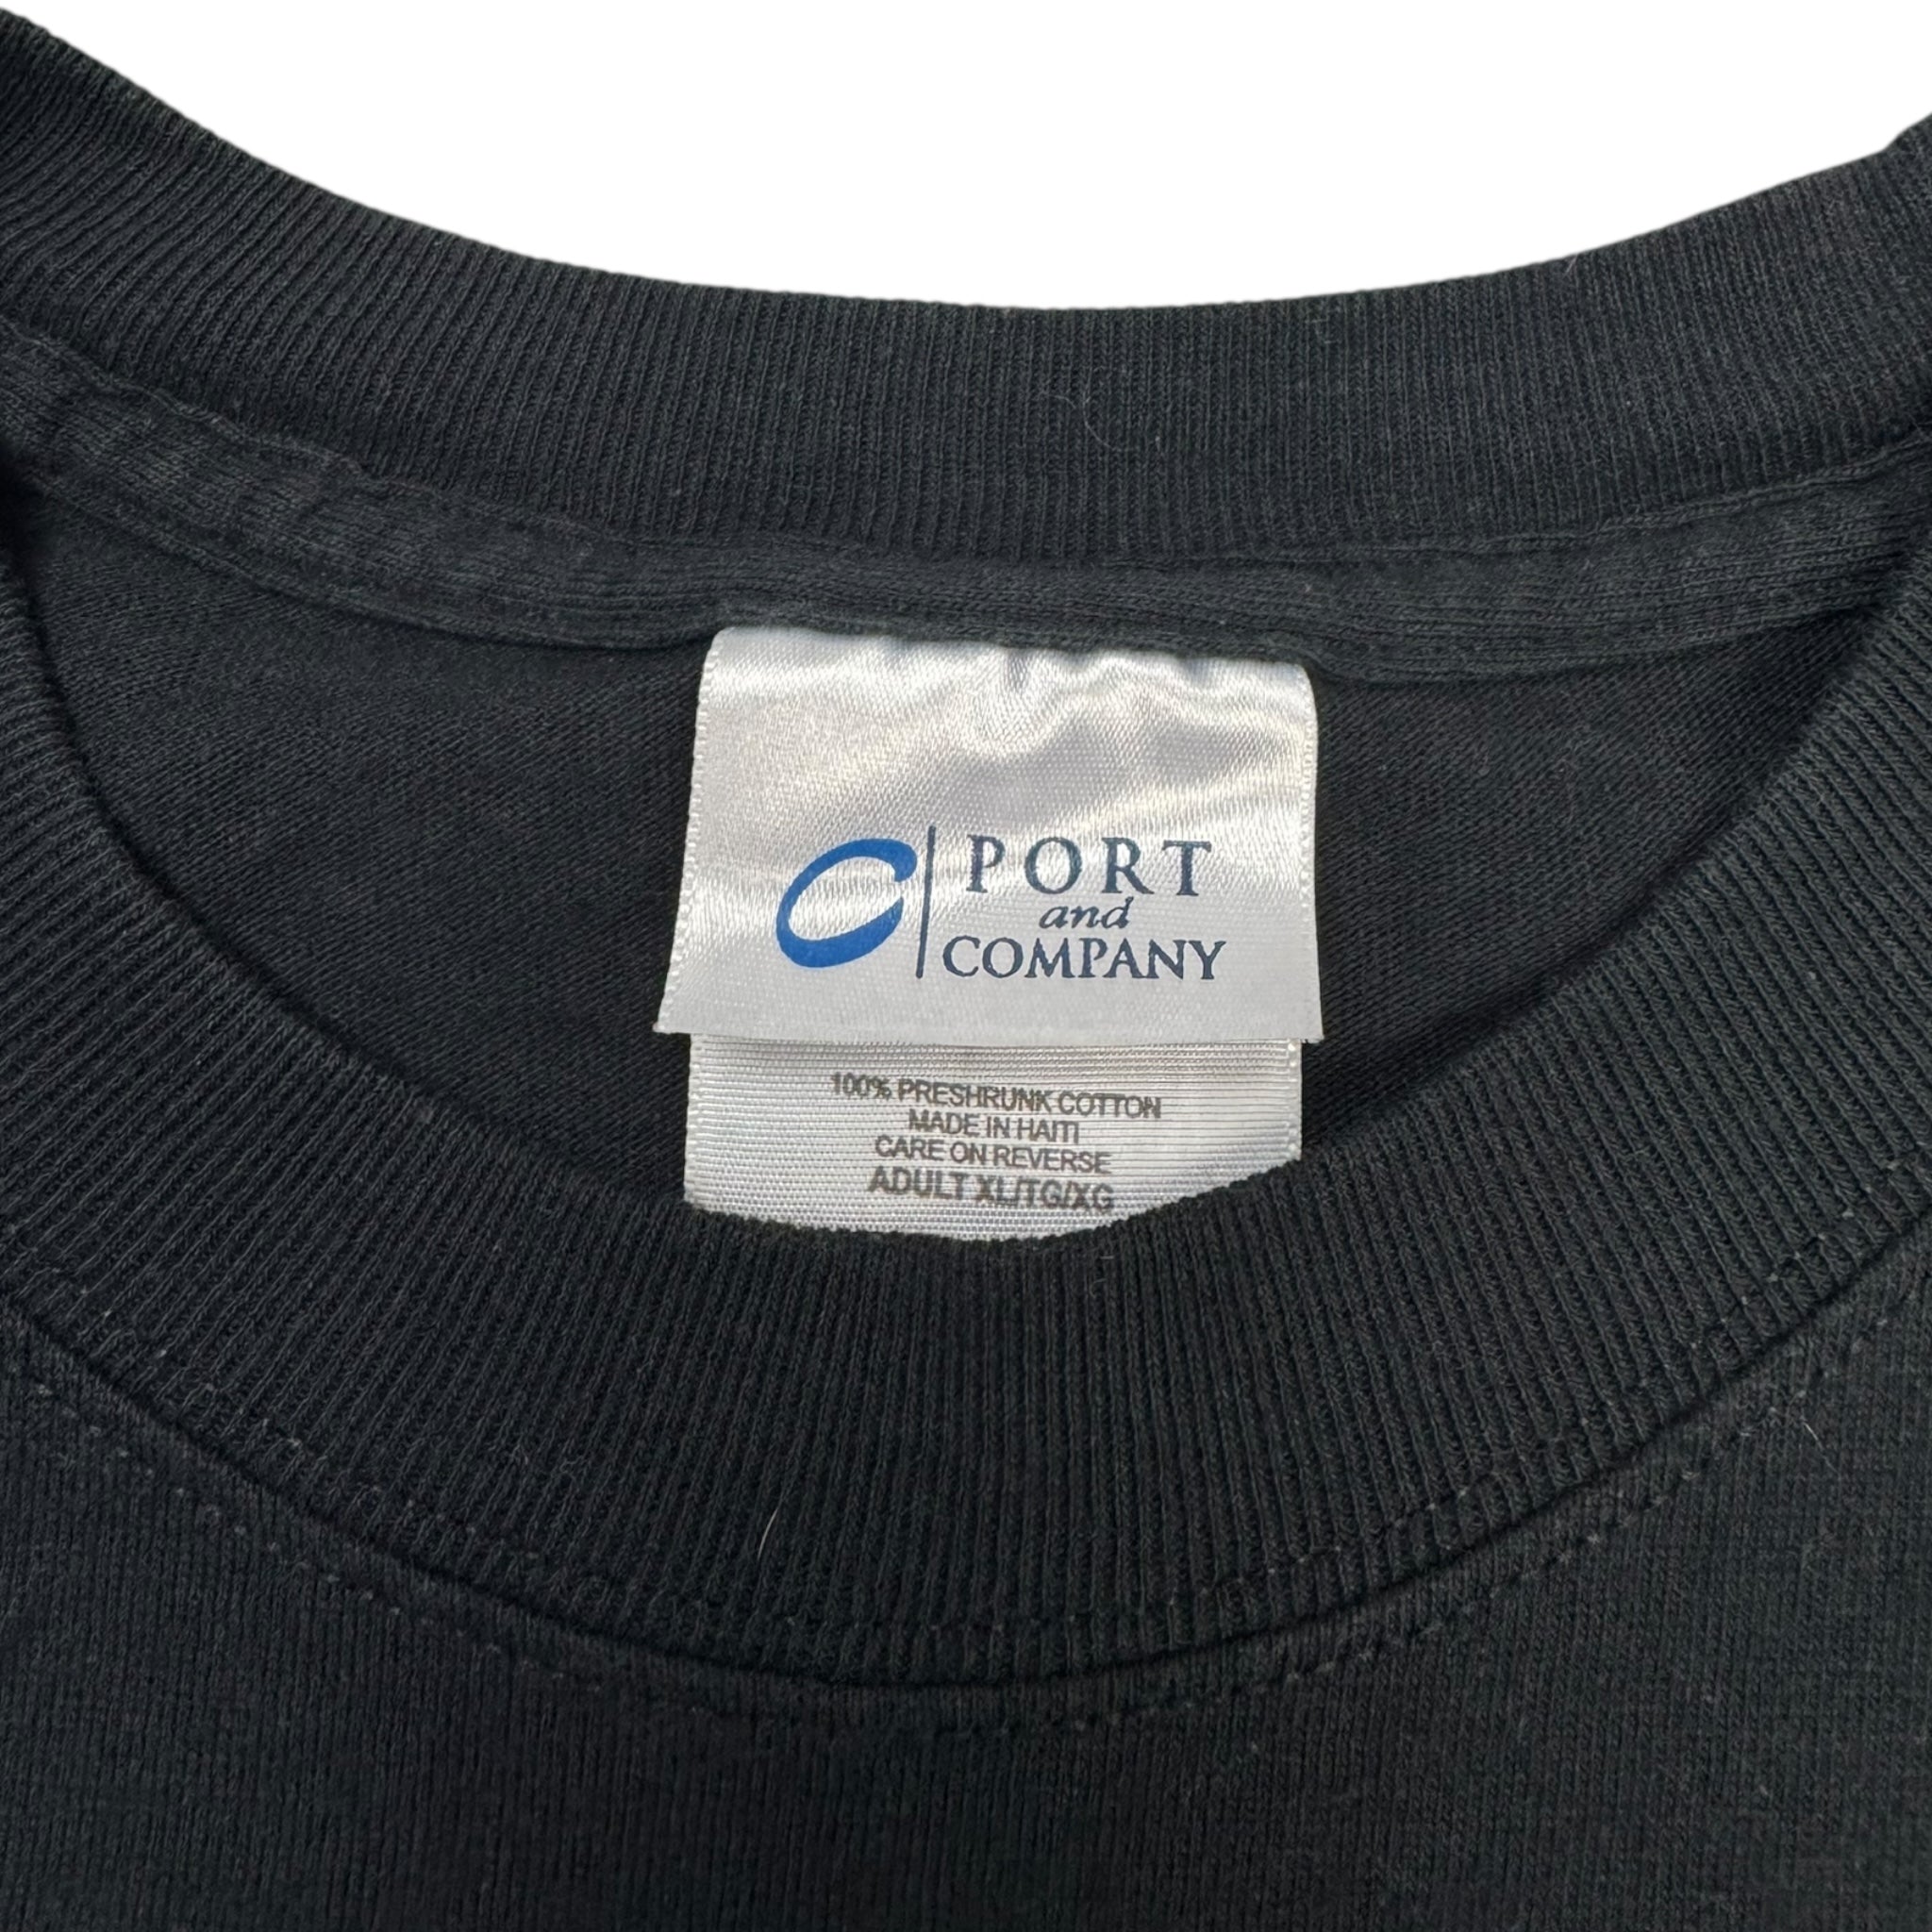 PORT
and
COMPANY
100% PRESHRUNK COTTON
MADE IN HAITI
CARE ON REVERSE
ADULT XL/TG/XG